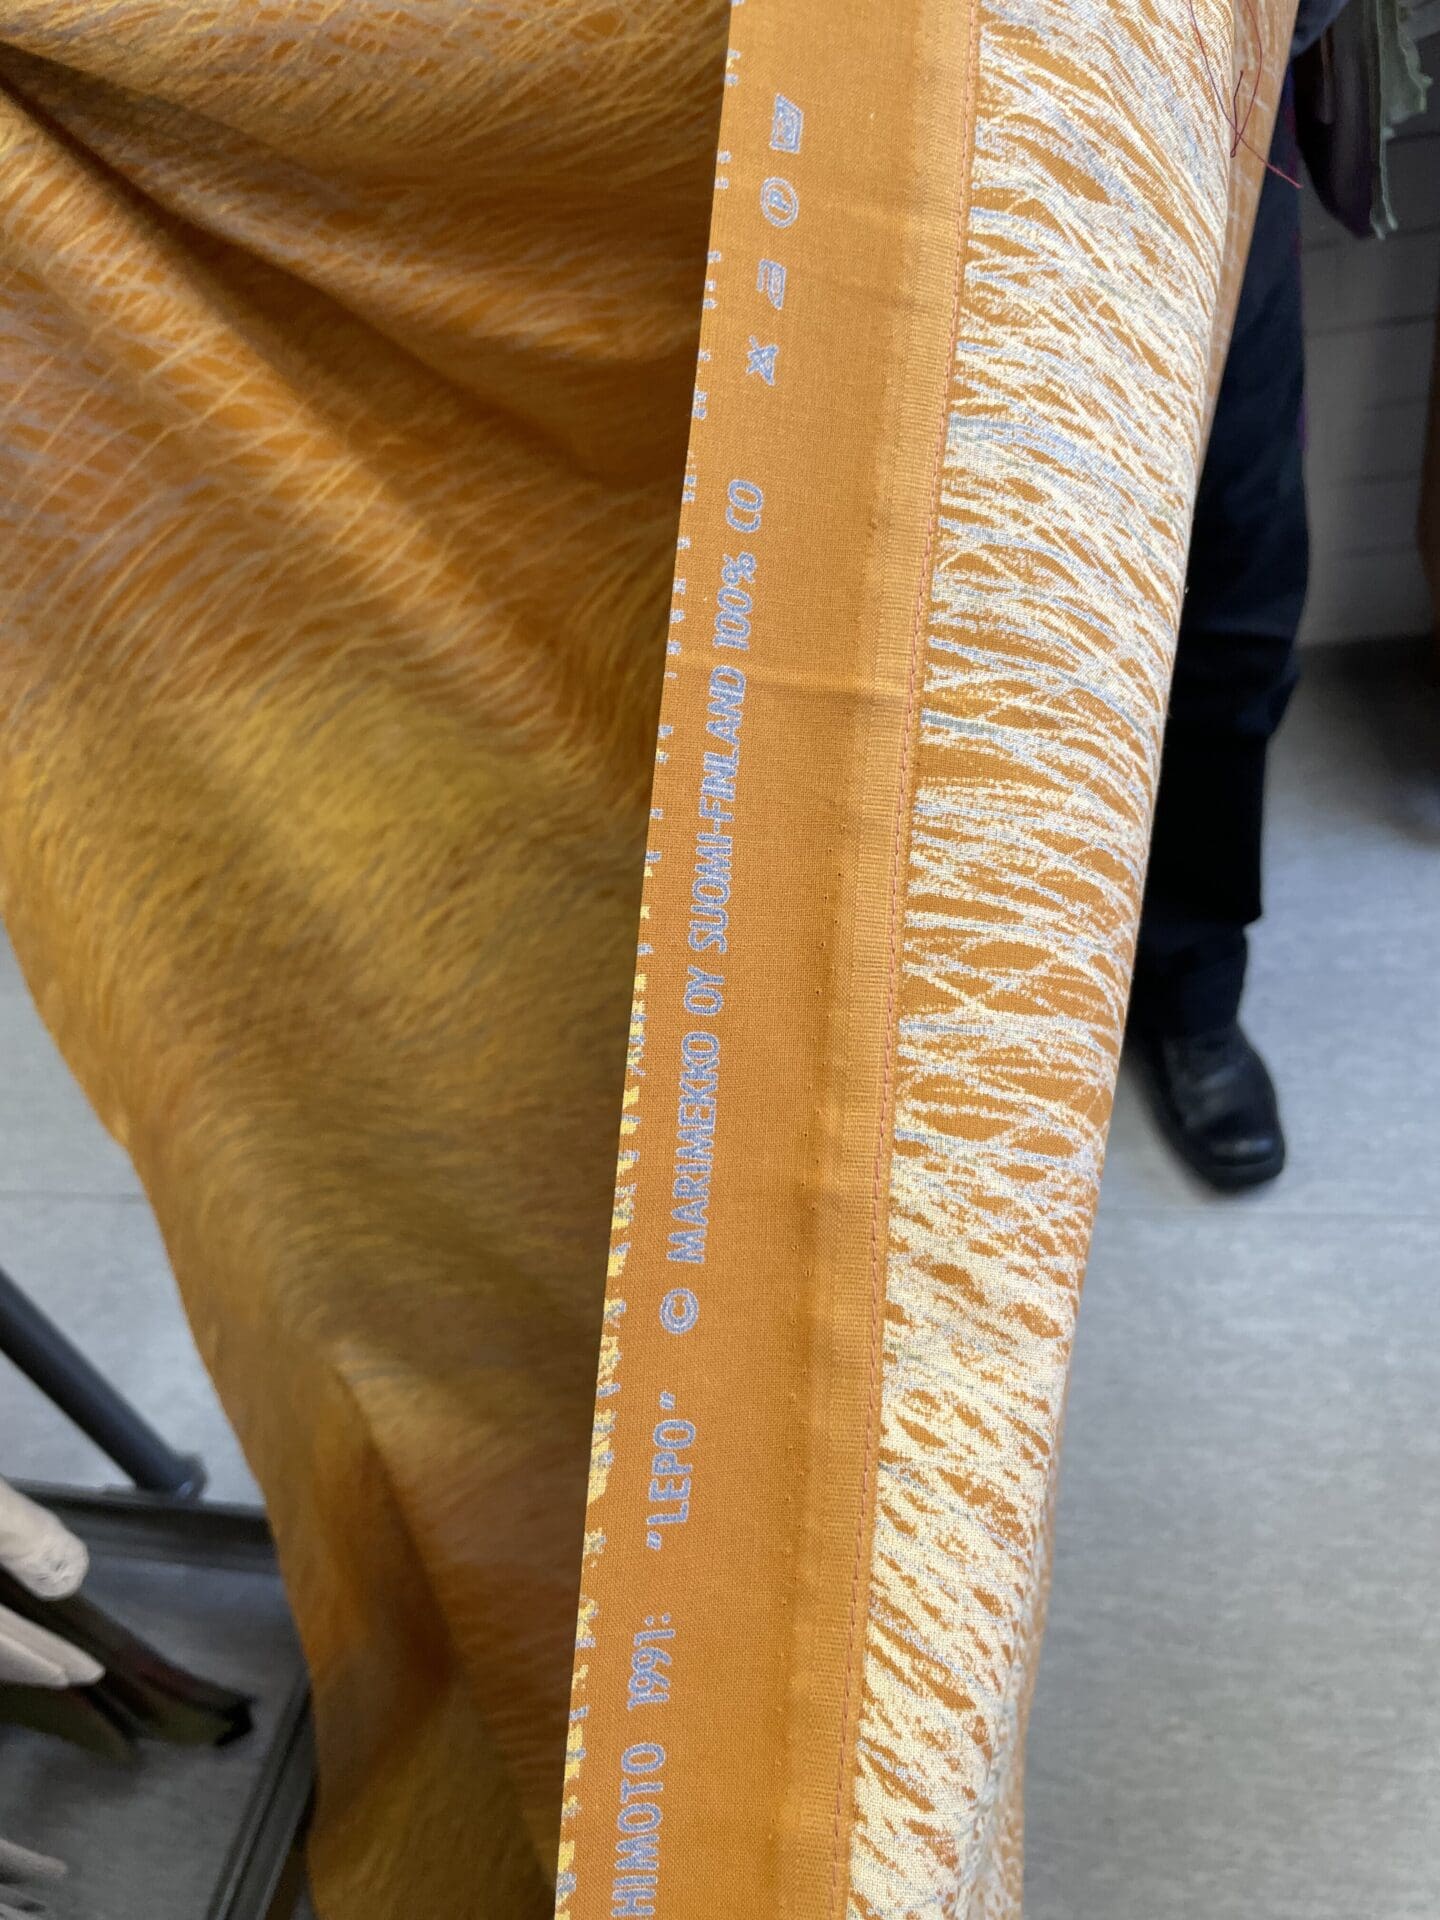 HIMOTO 1991: "LEPO" © MARIMEKKO OY SUOMI-FINLAND 100% CO